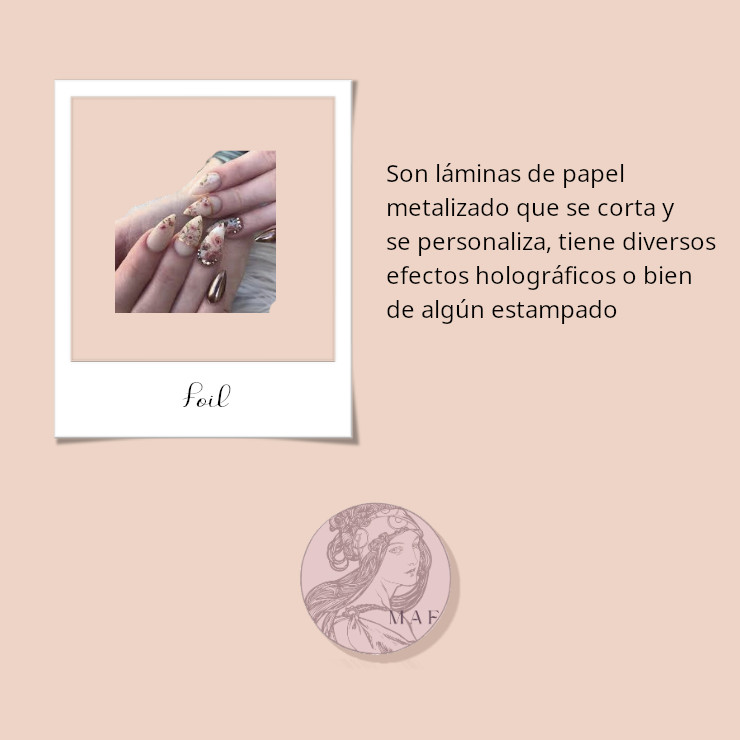 Son láminas de papel
metalizado que se corta y
se personaliza, tiene diversos
efectos holográficos o bien
de algún estampado
Foil
MAE